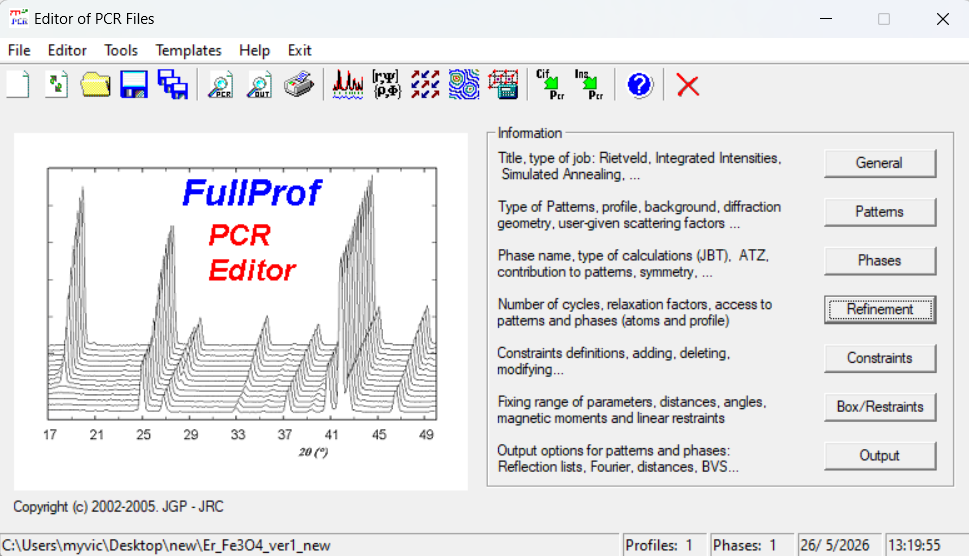 Editor of PCR Files
File Editor Tools Templates Help Exit
PCR OUT Cif Pcr Ins Pcr
FullProf
PCR
Editor
17 21 25 29 33 37 41 45 49
2θ (°)
Information
Title, type of job: Rietveld, Integrated Intensities,
Simulated Annealing, ...
General
Type of Patterns, profile, background, diffraction
geometry, user-given scattering factors ...
Patterns
Phase name, type of calculations (JBT), ATZ,
contribution to patterns, symmetry, ...
Phases
Number of cycles, relaxation factors, access to
patterns and phases (atoms and profile)
Refinement
Constraints definitions, adding, deleting,
modifying...
Constraints
Fixing range of parameters, distances, angles,
magnetic moments and linear restraints
Box/Restraints
Output options for patterns and phases:
Reflection lists, Fourier, distances, BVS...
Output
Copyright (c) 2002-2005. JGP - JRC
C:\Users\myvic\Desktop\new\Er_Fe3O4_ver1_new
Profiles: 1
Phases: 1
26/ 5/2026
13:19:55